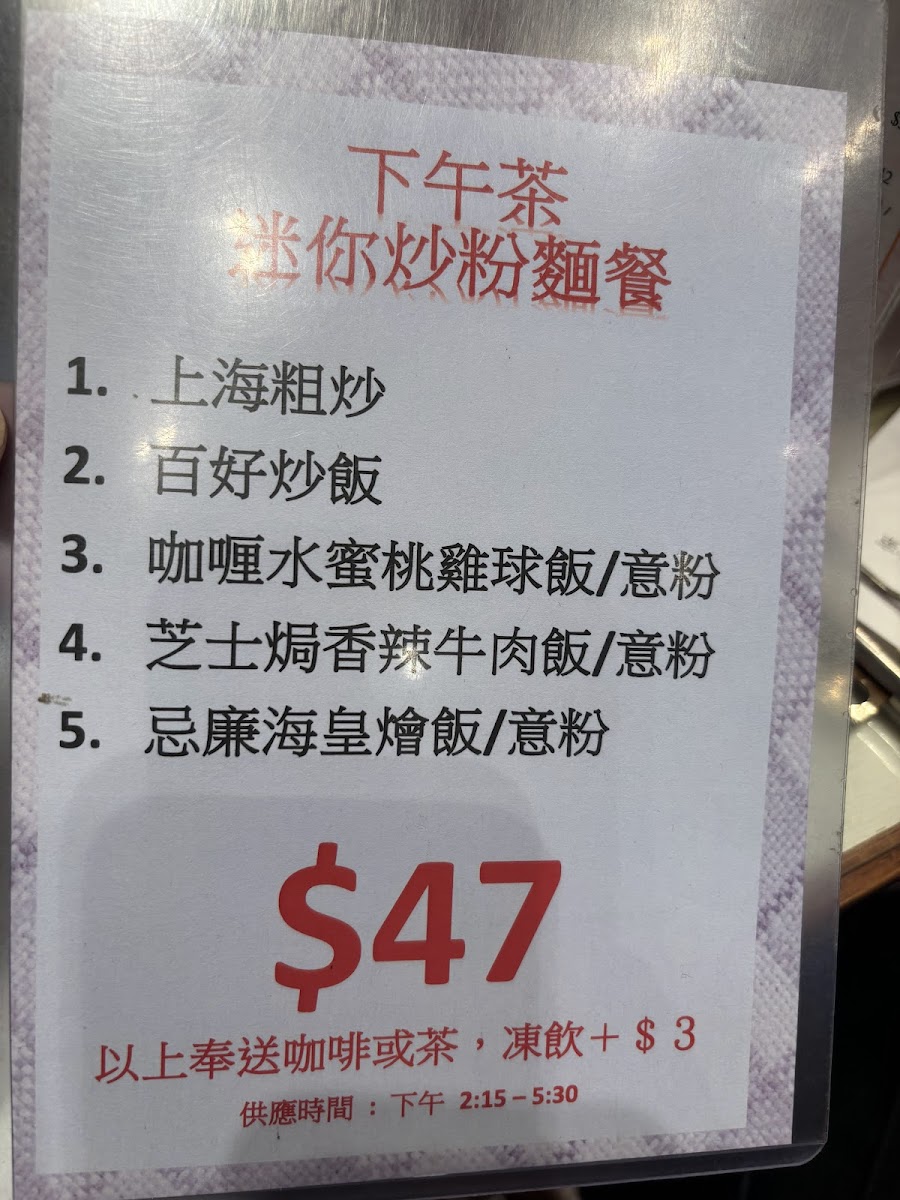 下午茶
迷你炒粉麵餐
1. 上海粗炒
2. 百好炒飯
3. 咖喱水蜜桃雞球飯/意粉
4. 芝士焗香辣牛肉飯/意粉
5. 忌廉海皇燴飯/意粉
$47
以上奉送咖啡或茶，凍飲＋＄3
供應時間：下午 2:15 – 5:30